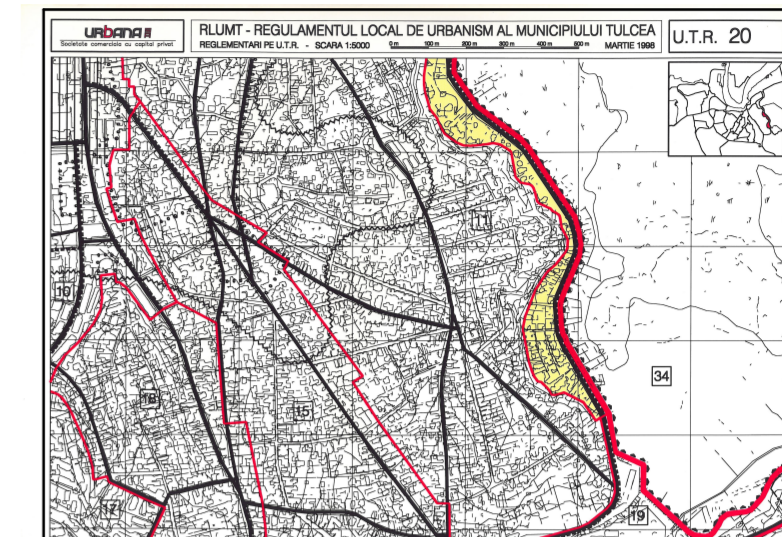 URBANA
Societate comerciala cu capital privat
RLUMT - REGULAMENTUL LOCAL DE URBANISM AL MUNICIPIULUI TULCEA
REGLEMENTARI PE U.T.R. - SCARA 1:5000 0 m 100 m 200 m 300 m 400 m 500 m MARTIE 1998
U.T.R. 20
11
10
34
16
15
17
19